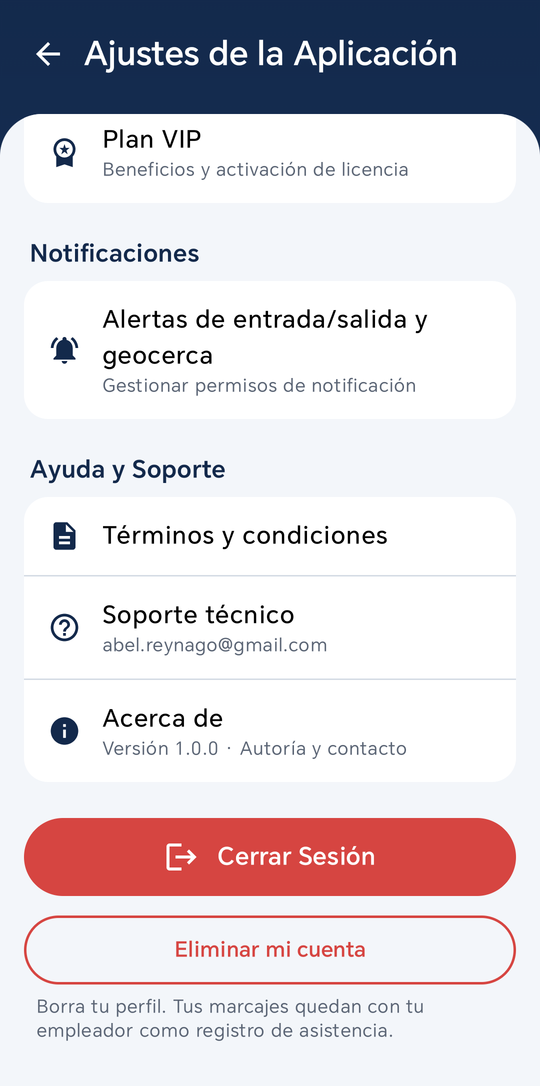 Ajustes de la Aplicación
Plan VIP
Beneficios y activación de licencia
Notificaciones
Alertas de entrada/salida y
geocerca
Gestionar permisos de notificación
Ayuda y Soporte
Términos y condiciones
Soporte técnico
abel.reynago@gmail.com
Acerca de
Versión 1.0.0 · Autoría y contacto
Cerrar Sesión
Eliminar mi cuenta
Borra tu perfil. Tus marcajes quedan con tu
empleador como registro de asistencia.